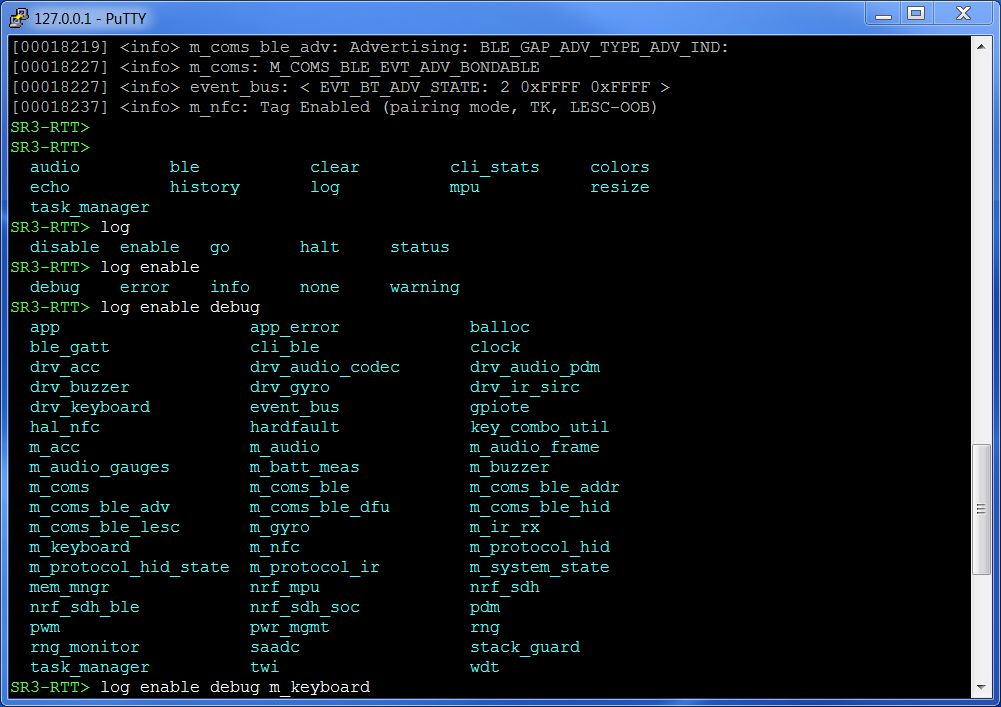 127.0.0.1 - PuTTY
[00018219] <info> m_coms_ble_adv: Advertising: BLE_GAP_ADV_TYPE_ADV_IND:
[00018227] <info> m_coms: M_COMS_BLE_EVT_ADV_BONDABLE
[00018227] <info> event_bus: < EVT_BT_ADV_STATE: 2 0xFFFF 0xFFFF >
[00018237] <info> m_nfc: Tag Enabled (pairing mode, TK, LESC-OOB)
SR3-RTT>
SR3-RTT>
  audio         ble           clear         cli_stats     colors
  echo          history       log           mpu           resize
  task_manager
SR3-RTT> log
  disable  enable   go       halt     status
SR3-RTT> log enable
  debug    error    info     none     warning
SR3-RTT> log enable debug
  app                   app_error             balloc
  ble_gatt              cli_ble               clock
  drv_acc               drv_audio_codec       drv_audio_pdm
  drv_buzzer            drv_gyro              drv_ir_sirc
  drv_keyboard          event_bus             gpiote
  hal_nfc               hardfault             key_combo_util
  m_acc                 m_audio               m_audio_frame
  m_audio_gauges        m_batt_meas           m_buzzer
  m_coms                m_coms_ble            m_coms_ble_addr
  m_coms_ble_adv        m_coms_ble_dfu        m_coms_ble_hid
  m_coms_ble_lesc       m_gyro                m_ir_rx
  m_keyboard            m_nfc                 m_protocol_hid
  m_protocol_hid_state  m_protocol_ir         m_system_state
  mem_mngr              nrf_mpu               nrf_sdh
  nrf_sdh_ble           nrf_sdh_soc           pdm
  pwm                   pwr_mgmt              rng
  rng_monitor           saadc                 stack_guard
  task_manager          twi                   wdt
SR3-RTT> log enable debug m_keyboard